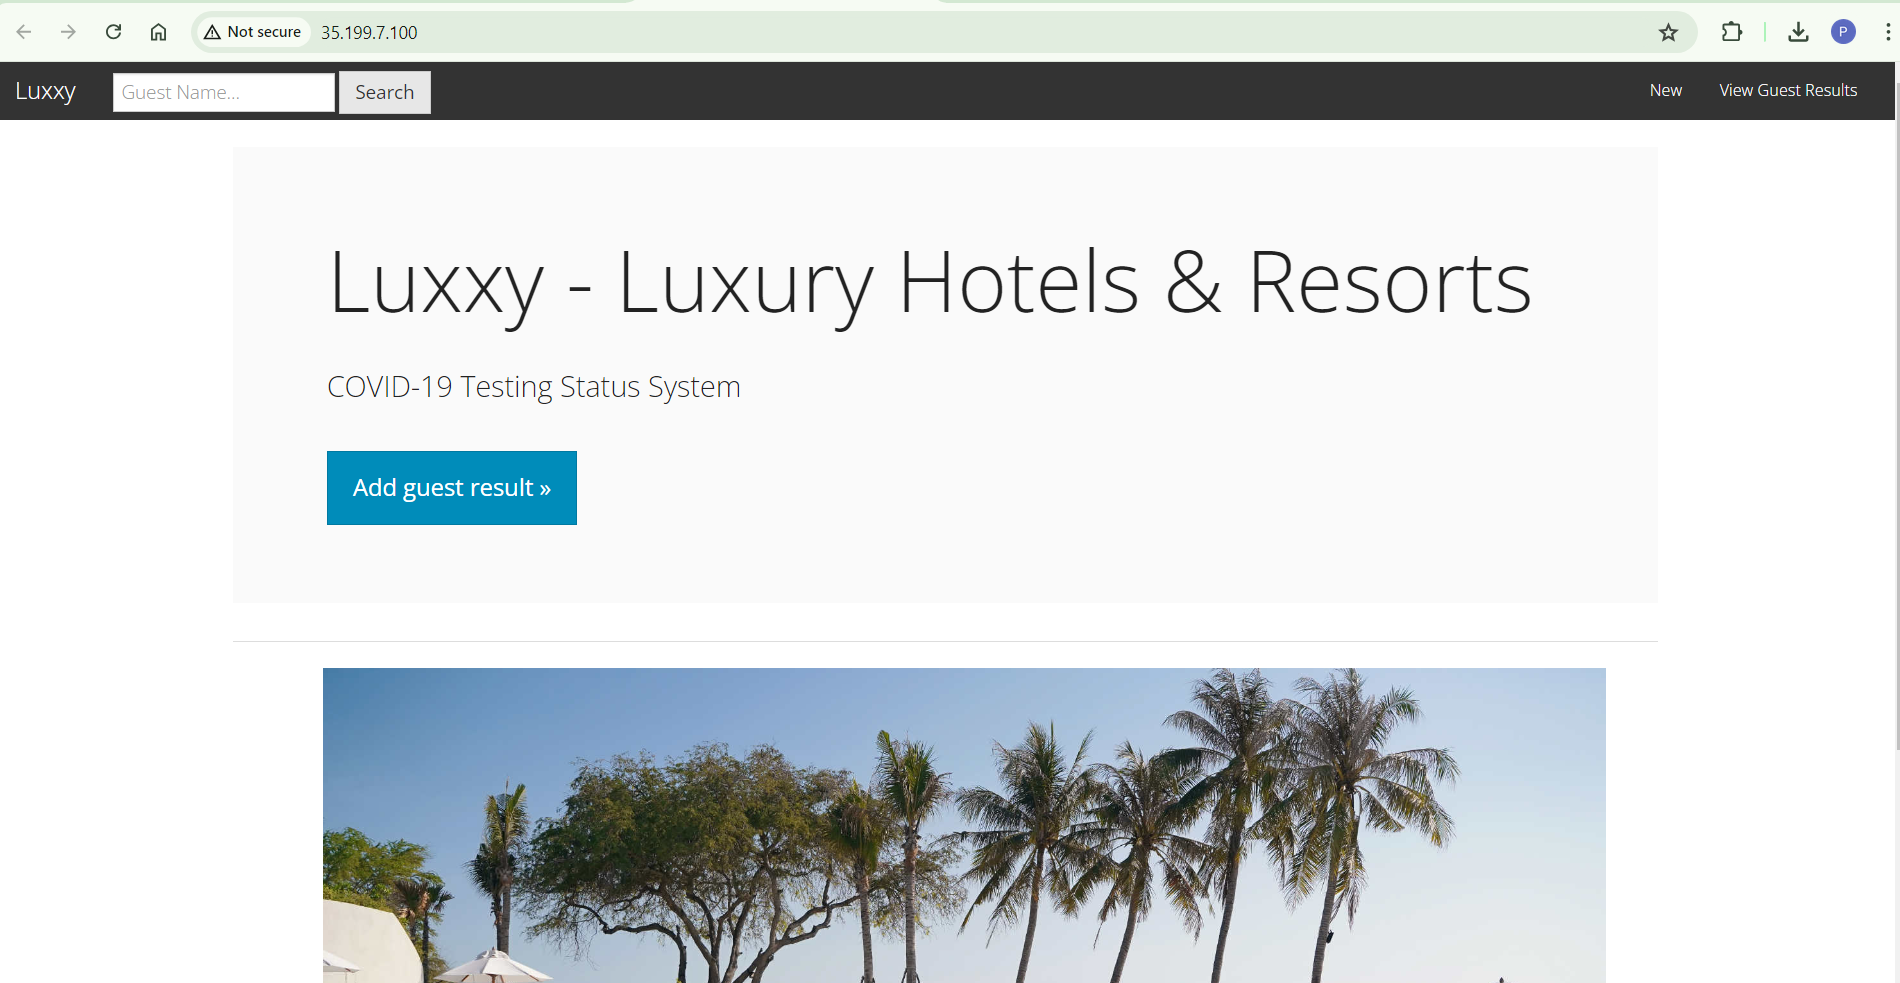 Not secure 35.199.7.100 P
Luxxy Guest Name... Search New View Guest Results
Luxxy - Luxury Hotels & Resorts
COVID-19 Testing Status System
Add guest result »